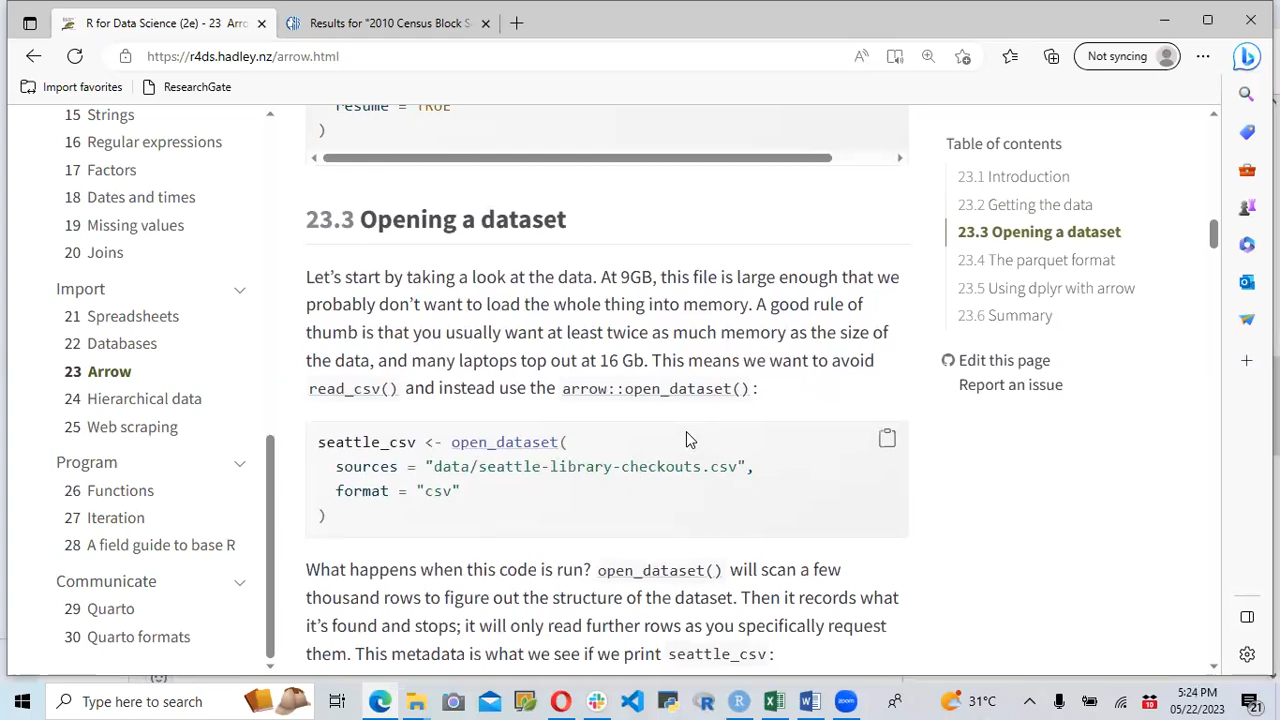 R for Data Science (2e) - 23 Arrow
Results for "2010 Census Block S
https://r4ds.hadley.nz/arrow.html
Not syncing
Import favorites
ResearchGate
15 Strings
16 Regular expressions
17 Factors
18 Dates and times
19 Missing values
20 Joins
Import
21 Spreadsheets
22 Databases
23 Arrow
24 Hierarchical data
25 Web scraping
Program
26 Functions
27 Iteration
28 A field guide to base R
Communicate
29 Quarto
30 Quarto formats
resume = TRUE
)
23.3 Opening a dataset
Let's start by taking a look at the data. At 9GB, this file is large enough that we
probably don't want to load the whole thing into memory. A good rule of
thumb is that you usually want at least twice as much memory as the size of
the data, and many laptops top out at 16 Gb. This means we want to avoid
read_csv() and instead use the arrow::open_dataset():
seattle_csv <- open_dataset(
sources = "data/seattle-library-checkouts.csv",
format = "csv"
)
What happens when this code is run? open_dataset() will scan a few
thousand rows to figure out the structure of the dataset. Then it records what
it's found and stops; it will only read further rows as you specifically request
them. This metadata is what we see if we print seattle_csv:
Table of contents
23.1 Introduction
23.2 Getting the data
23.3 Opening a dataset
23.4 The parquet format
23.5 Using dplyr with arrow
23.6 Summary
Edit this page
Report an issue
Type here to search
31°C
5:24 PM
05/22/2023
21